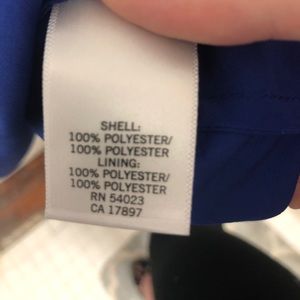 SHELL:
100% POLYESTER/
100% POLYESTER
LINING:
100% POLYESTER/
100% POLYESTER
RN 54023
CA 17897